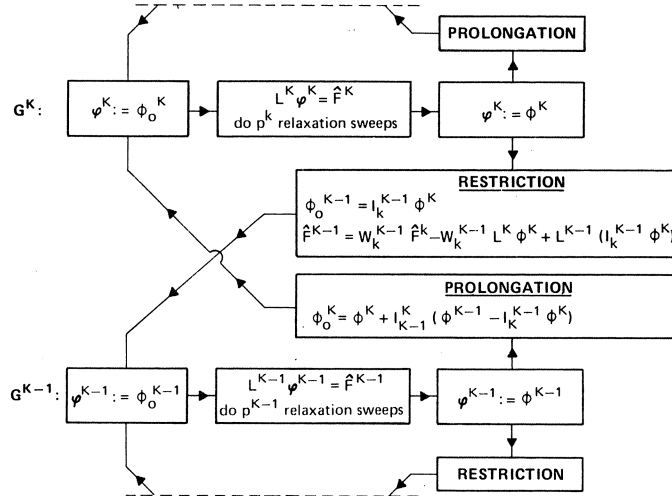 PROLONGATION
G^K:
φ^K := ϕ_o^K
L^K φ^K = F̂^K
do p^k relaxation sweeps
φ^K := ϕ^K
RESTRICTION
ϕ_o^K-1 = I_k^K-1 ϕ^K
F̂^K-1 = W_k^K-1 F̂^k – W_k^K-1 L^K ϕ^K + L^K-1 (I_k^K-1 ϕ^K)
PROLONGATION
ϕ_o^K = ϕ^K + I_K-1^K ( ϕ^K-1 – I_K^K-1 ϕ^K)
G^K-1:
φ^K-1 := ϕ_o^K-1
L^K-1 φ^K-1 = F̂^K-1
do p^K-1 relaxation sweeps
φ^K-1 := ϕ^K-1
RESTRICTION